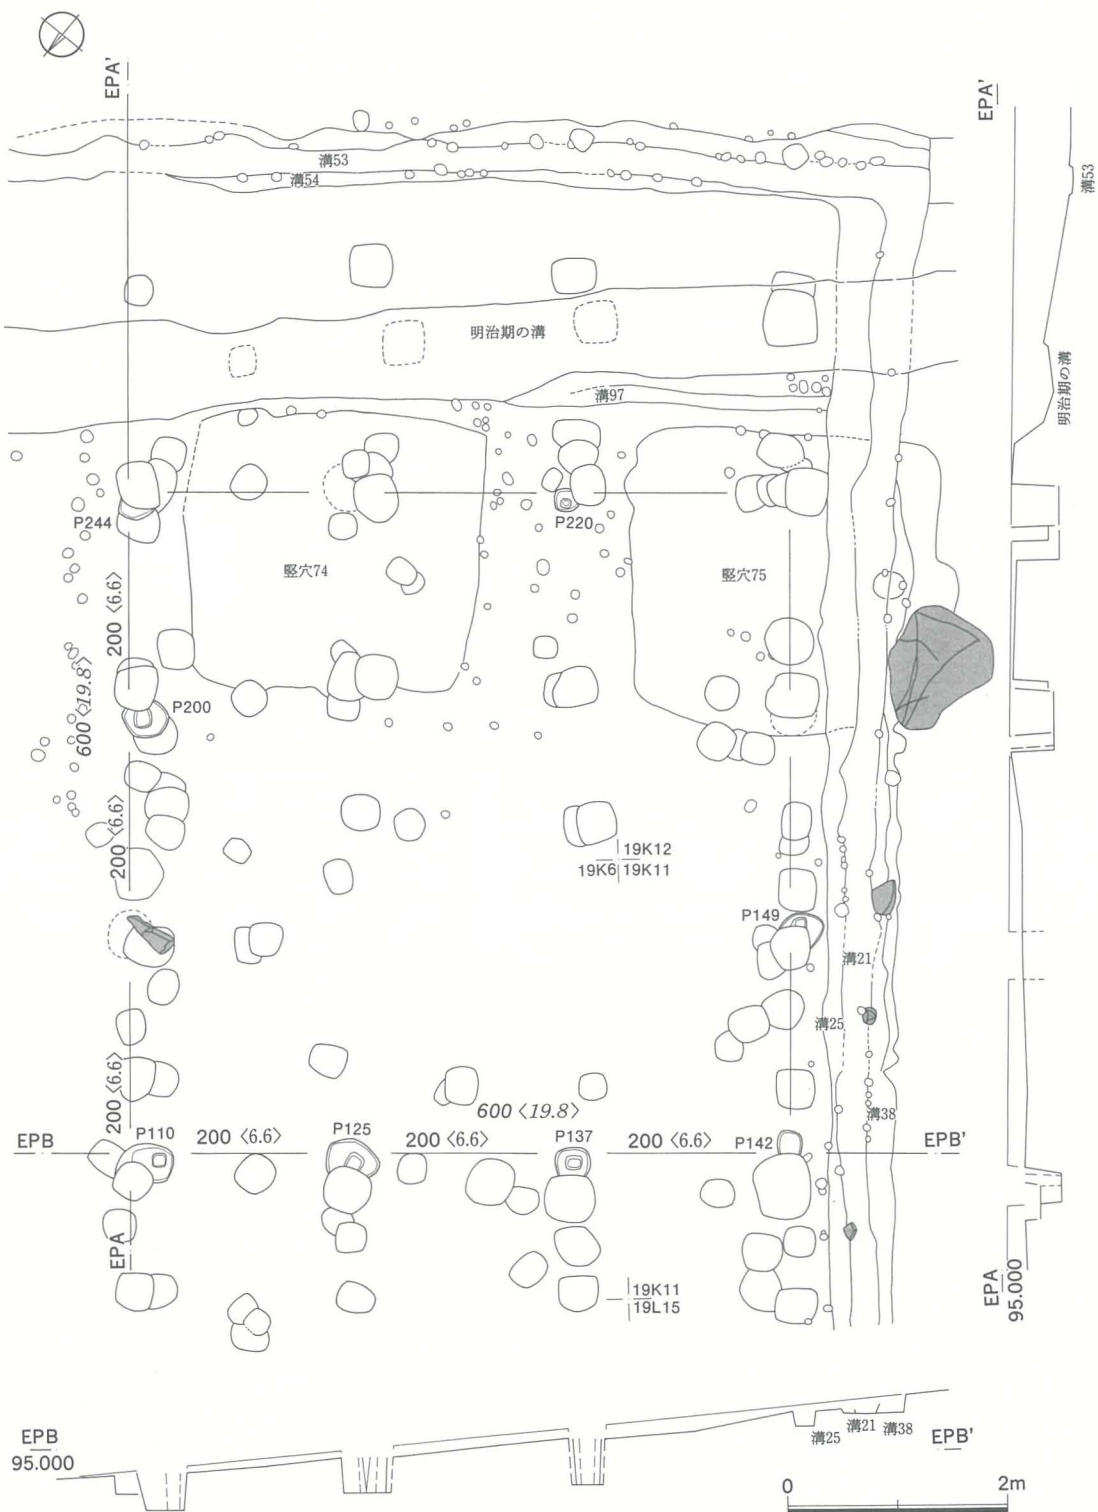 EPA'
EPA'
溝53
溝53
溝54
明治期の溝
明治期の溝
溝97
P244
P220
竪穴74
竪穴75
200〈6.6〉
P200
600〈19.8〉
200〈6.6〉
19K12
19K6 19K11
P149
溝21
溝25
200〈6.6〉
600〈19.8〉
溝38
EPB
P110
200〈6.6〉
P125
200〈6.6〉
P137
200〈6.6〉
P142
EPB'
EPA
19K11
19L15
EPA
95.000
EPB
95.000
溝25
溝21
溝38
EPB'
0
2m